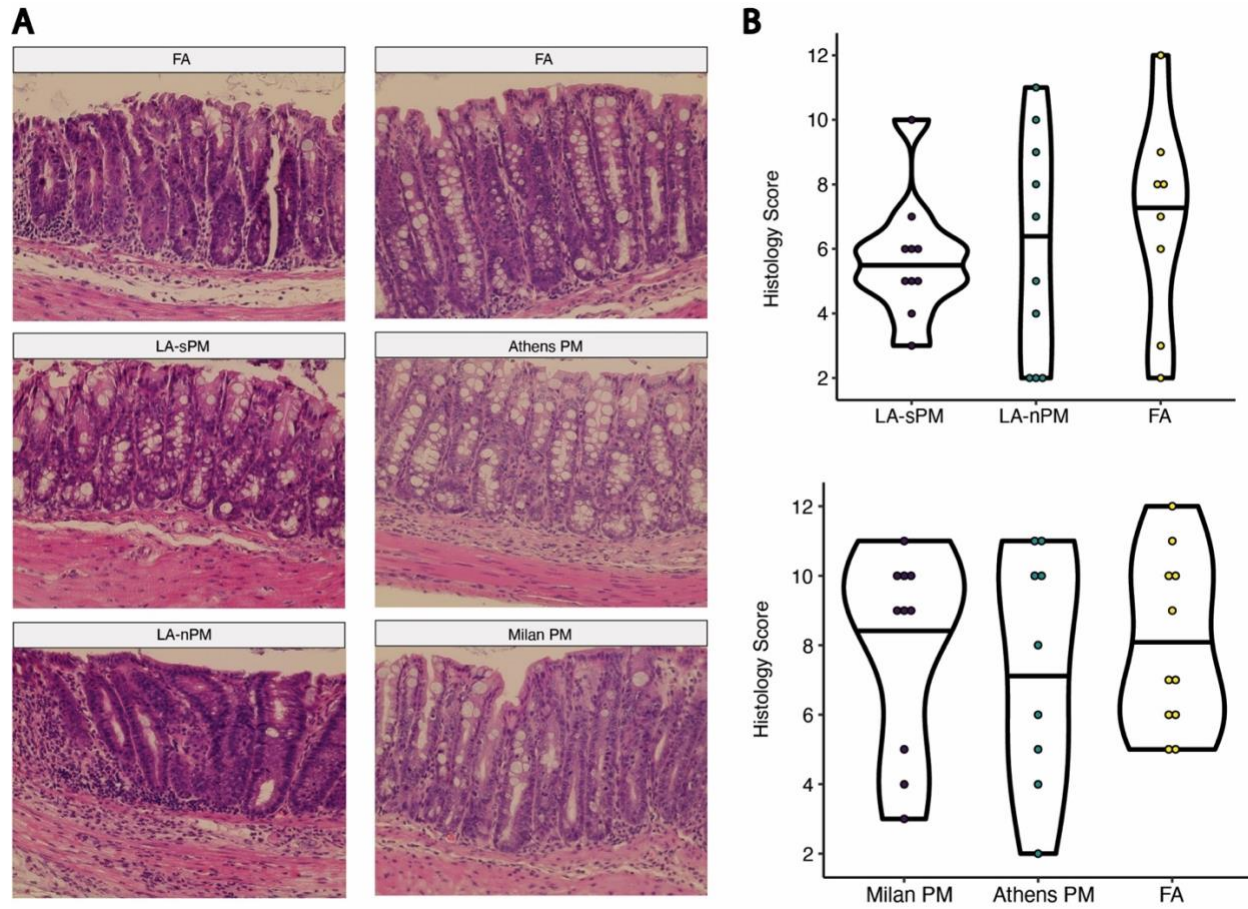 A
FA
FA
LA-sPM
Athens PM
LA-nPM
Milan PM
B
Histology Score
12
10
8
6
4
2
LA-sPM LA-nPM FA
Histology Score
12
10
8
6
4
2
Milan PM Athens PM FA